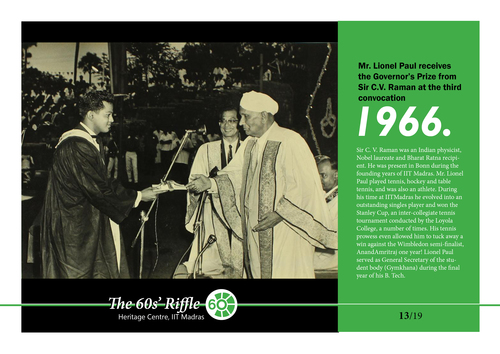 Mr. Lionel Paul receives
the Governor's Prize from
Sir C.V. Raman at the third
convocation
1966.
Sir C. V. Raman was an Indian physicist,
Nobel laureate and Bharat Ratna recipi-
ent. He was present in Bonn during the
founding years of IIT Madras. Mr. Lionel
Paul played tennis, hockey and table
tennis, and was also an athlete. During
his time at IITMadras he evolved into an
outstanding singles player and won the
Stanley Cup, an inter-collegiate tennis
tournament conducted by the Loyola
College, a number of times. His tennis
prowess even allowed him to tuck away a
win against the Wimbledon semi-finalist,
AnandAmritraj one year! Lionel Paul
served as General Secretary of the stu-
dent body (Gymkhana) during the final
year of his B. Tech.
The 60s' Riffle 60
Heritage Centre, IIT Madras
13/19